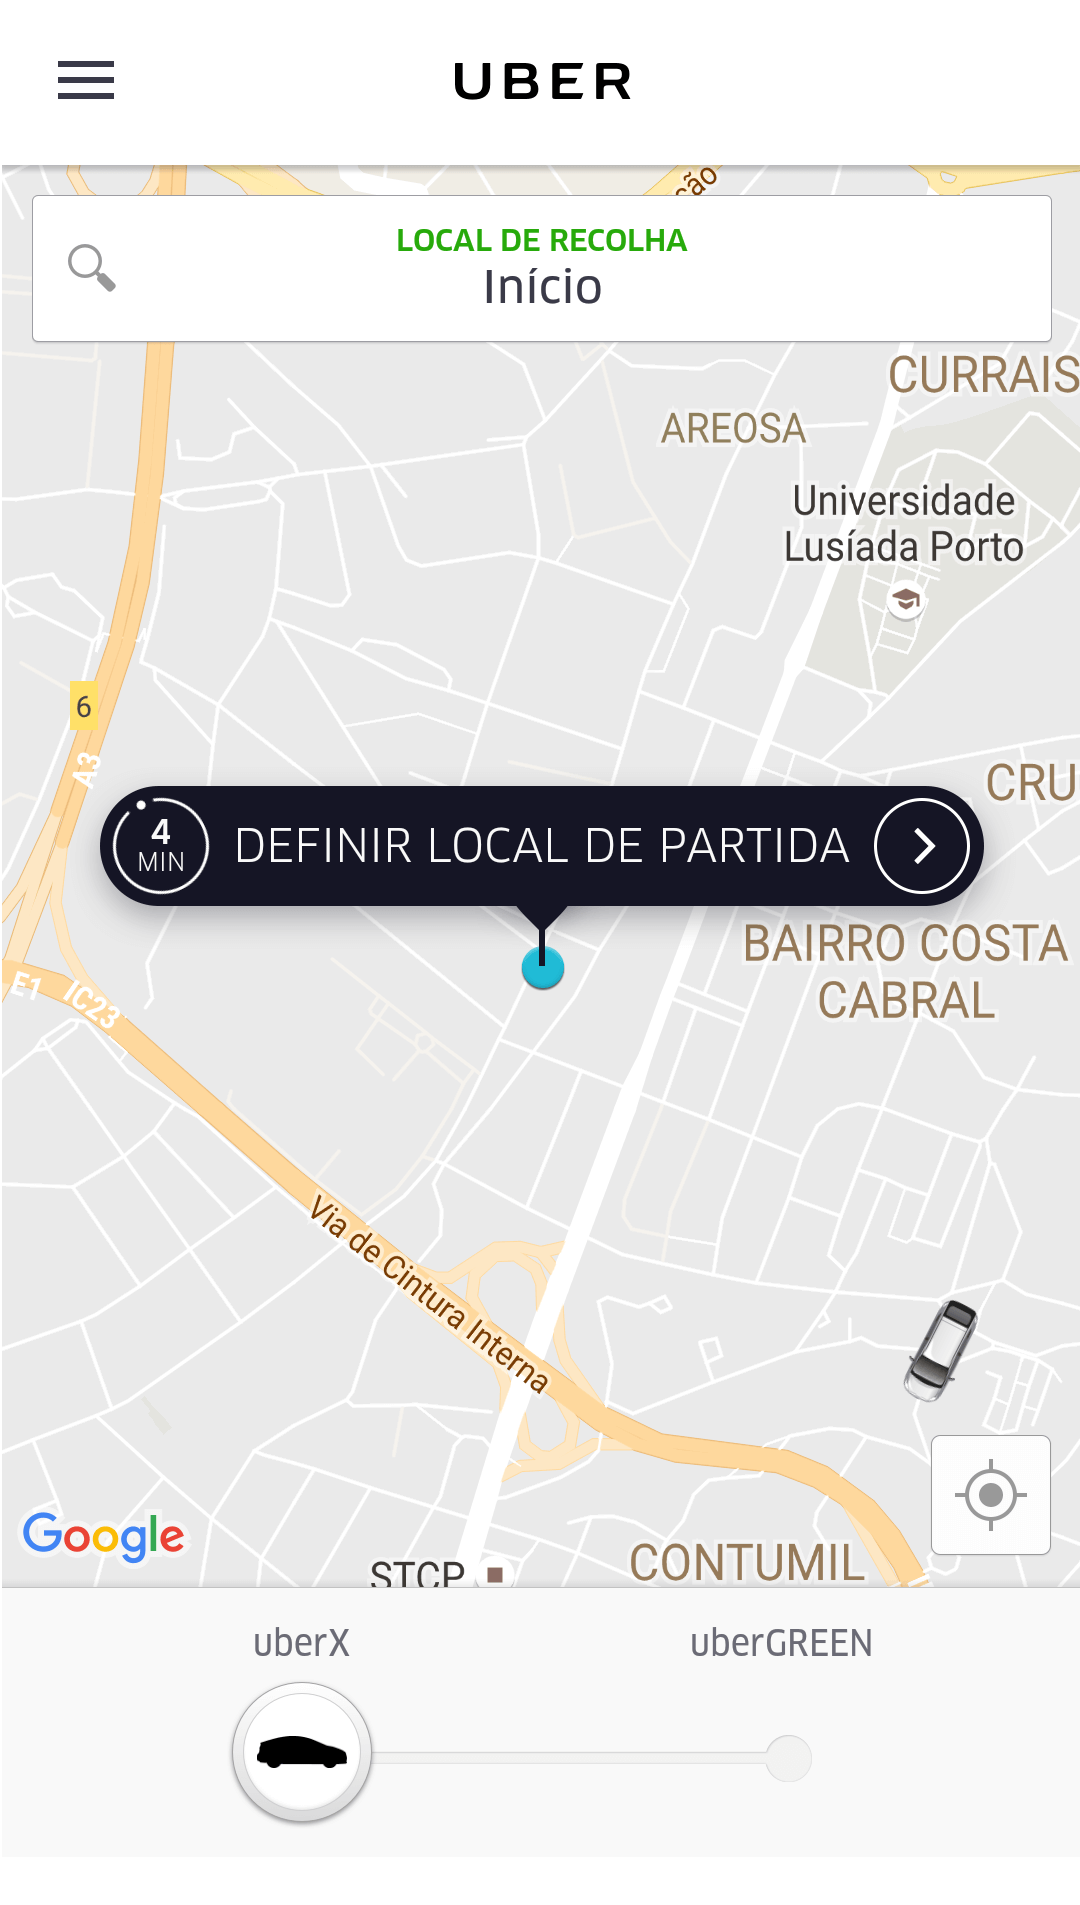 UBER
ção
LOCAL DE RECOLHA
Início
CURRAIS
AREOSA
Universidade
Lusíada Porto
6
A3
CRU
4
MIN
DEFINIR LOCAL DE PARTIDA
BAIRRO COSTA
CABRAL
E1
IC23
Via de Cintura Interna
Google
STCP
CONTUMIL
uberX
uberGREEN